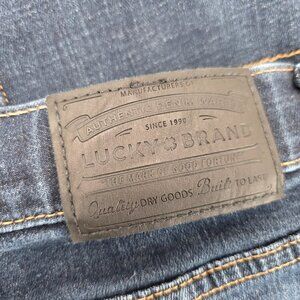 MANUFACTURERS OF
AUTHENTIC DENIM
SINCE 1990
LUCKY BRAND
THE MARK OF GOOD FORTUNE
Quality DRY GOODS Built TO LAST